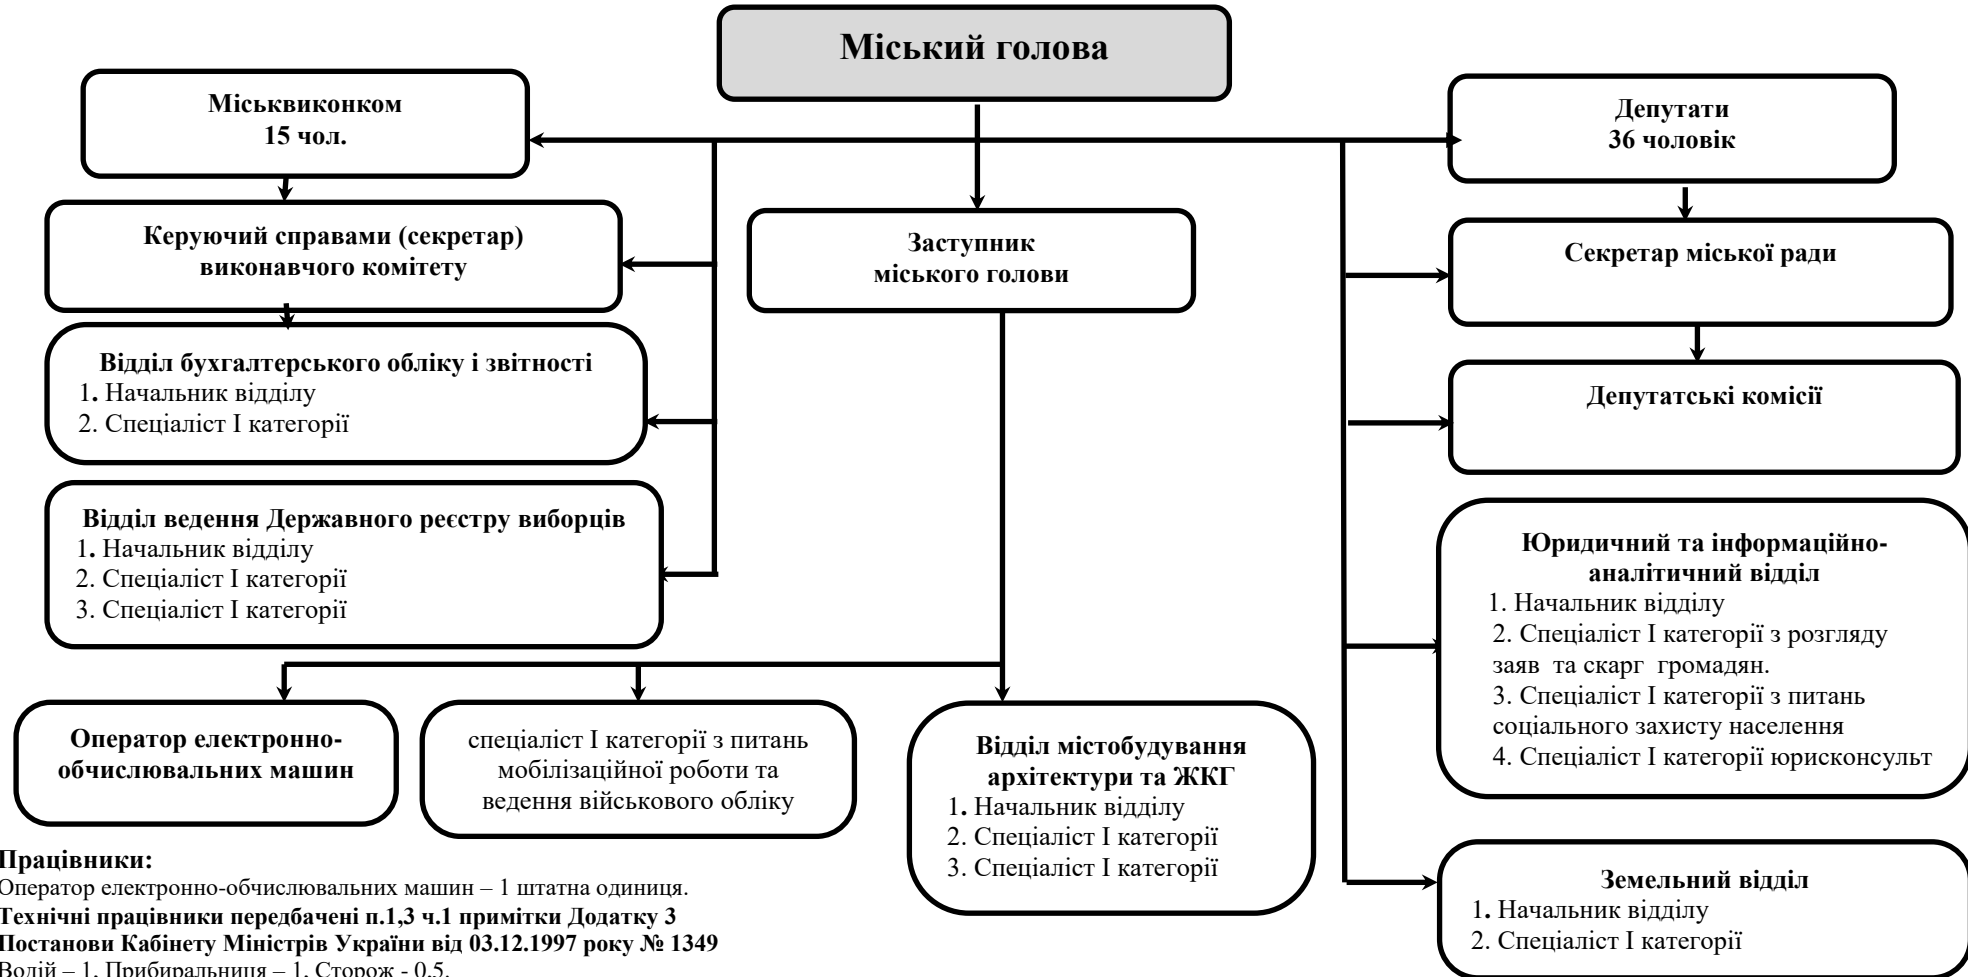 Міський голова
Міськвиконком
15 чол.
Депутати
36 чоловік
Керуючий справами (секретар)
виконавчого комітету
Заступник
міського голови
Секретар міської ради
Відділ бухгалтерського обліку і звітності
1. Начальник відділу
2. Спеціаліст І категорії
Депутатські комісії
Відділ ведення Державного реєстру виборців
1. Начальник відділу
2. Спеціаліст І категорії
3. Спеціаліст І категорії
Юридичний та інформаційно-
аналітичний відділ
1. Начальник відділу
2. Спеціаліст І категорії з розгляду
заяв та скарг громадян.
3. Спеціаліст І категорії з питань
соціального захисту населення
4. Спеціаліст І категорії юрисконсульт
Оператор електронно-
обчислювальних машин
спеціаліст І категорії з питань
мобілізаційної роботи та
ведення військового обліку
Відділ містобудування
архітектури та ЖКГ
1. Начальник відділу
2. Спеціаліст І категорії
3. Спеціаліст І категорії
Земельний відділ
1. Начальник відділу
2. Спеціаліст І категорії
Працівники:
Оператор електронно-обчислювальних машин – 1 штатна одиниця.
Технічні працівники передбачені п.1,3 ч.1 примітки Додатку 3
Постанови Кабінету Міністрів України від 03.12.1997 року № 1349
Водій – 1, Прибиральниця – 1, Сторож - 0,5.